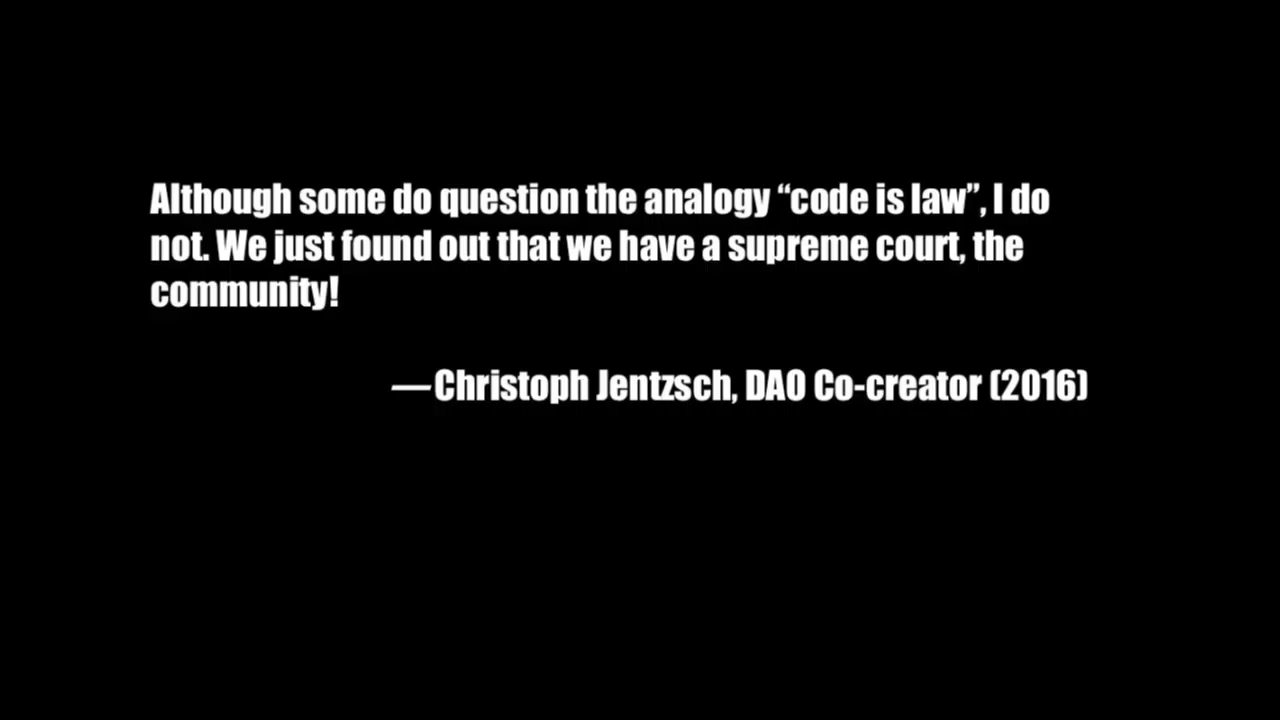 Although some do question the analogy “code is law”, I do
not. We just found out that we have a supreme court, the
community!
—Christoph Jentzsch, DAO Co-creator (2016)